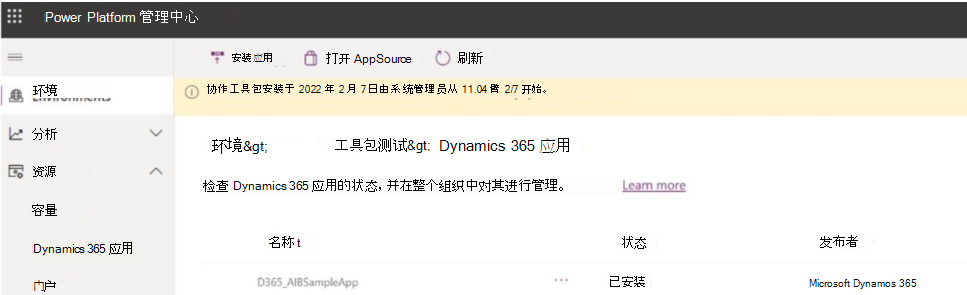 Power Platform 管理中心
安装应用 打开 AppSource 刷新
环境
协作工具包安装于 2022 年 2 月 7日由系统管理员从 11.04 曾 2/7 开始。
分析
环境&gt; 工具包测试&gt: Dynamics 365 应用
资源
检查 Dynamics 365 应用的状态, 并在整个组织中对其进行管理。 Learn more
容量
名称 t 状态 发布者
Dynamics 365 应用
D365_AIBSampleApp ... 已安装 Microsoft Dynamos 365
门户